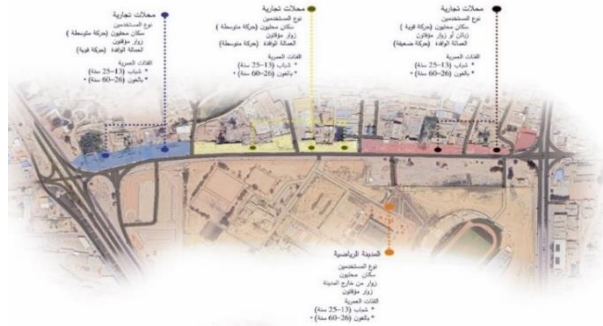 محلات تجارية
نوع المستخدمين
سكان محليون (حركة قوية )
زبائن أو زوار مؤقتون
العمالة الوافدة (حركة ضعيفة)
الفئات العمرية
* شباب (13-25 سنة)
* بالغون (26-60 سنة) *
محلات تجارية
نوع المستخدمين
سكان محليون (حركة متوسطة )
زوار مؤقتون
العمالة الوافدة (حركة متوسطة)
الفئات العمرية
* شباب (13-25 سنة)
* بالغون (26-60 سنة) *
محلات تجارية
نوع المستخدمين
سكان محليون (حركة متوسطة )
زوار مؤقتون
العمالة الوافدة (حركة قوية)
الفئات العمرية
* شباب (13-25 سنة)
* بالغون (26-60 سنة) *
المدينة الرياضية
نوع المستخدمين
سكان محليون
زوار من خارج المدينة
زوار مؤقتون
الفئات العمرية
* شباب (13-25 سنة)
* بالغون (26-60 سنة) *